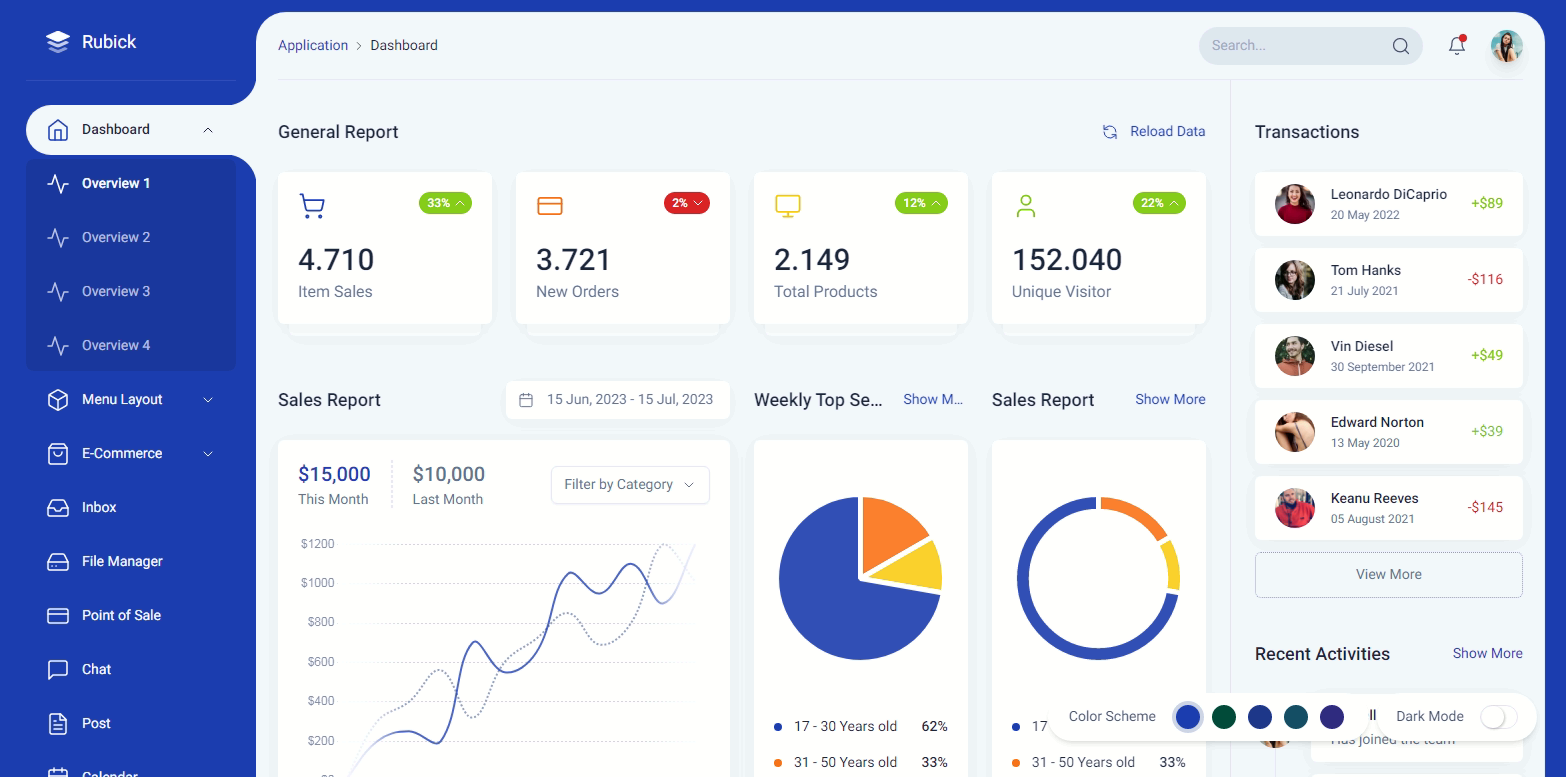 Rubick
Dashboard
Overview 1
Overview 2
Overview 3
Overview 4
Menu Layout
E-Commerce
Inbox
File Manager
Point of Sale
Chat
Post
Calendar
Application > Dashboard
Search...
General Report
Reload Data
33%
4.710
Item Sales
2%
3.721
New Orders
12%
2.149
Total Products
22%
152.040
Unique Visitor
Sales Report
15 Jun, 2023 - 15 Jul, 2023
$15,000
This Month
$10,000
Last Month
Filter by Category
$1200
$1000
$800
$600
$400
$200
$0
Weekly Top Se...
Show M...
17 - 30 Years old 62%
31 - 50 Years old 33%
Sales Report
Show More
17
31 - 50 Years old 33%
Transactions
Leonardo DiCaprio
20 May 2022
+$89
Tom Hanks
21 July 2021
-$116
Vin Diesel
30 September 2021
+$49
Edward Norton
13 May 2020
+$39
Keanu Reeves
05 August 2021
-$145
View More
Recent Activities
Show More
Has joined the team
Color Scheme
Dark Mode